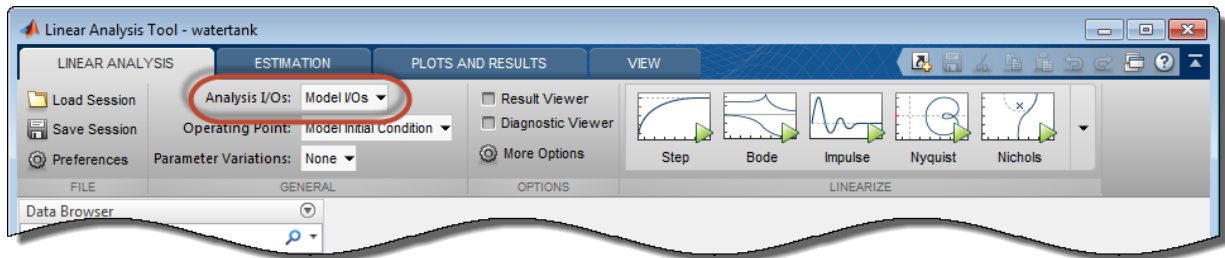 Linear Analysis Tool - watertank
LINEAR ANALYSIS ESTIMATION PLOTS AND RESULTS VIEW
Load Session Analysis I/Os: Model I/Os Result Viewer
Save Session Operating Point: Model Initial Condition Diagnostic Viewer
Preferences Parameter Variations: None More Options Step Bode Impulse Nyquist Nichols
FILE GENERAL OPTIONS LINEARIZE
Data Browser